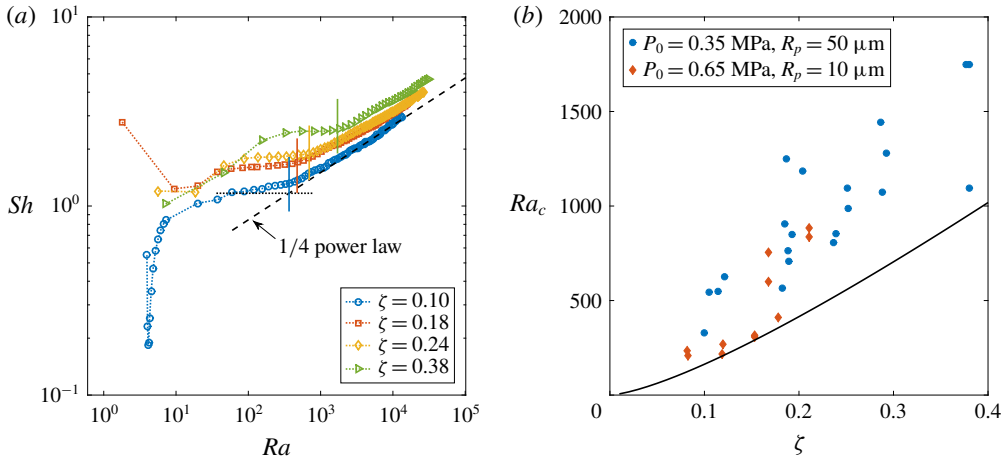 (a)
10^1
10^0
10^{-1}
Sh
10^0 10^1 10^2 10^3 10^4 10^5
Ra
1/4 power law
ζ = 0.10
ζ = 0.18
ζ = 0.24
ζ = 0.38
(b)
2000
1500
1000
500
0
Ra_c
0.1 0.2 0.3 0.4
ζ
P_0 = 0.35 MPa, R_p = 50 μm
P_0 = 0.65 MPa, R_p = 10 μm